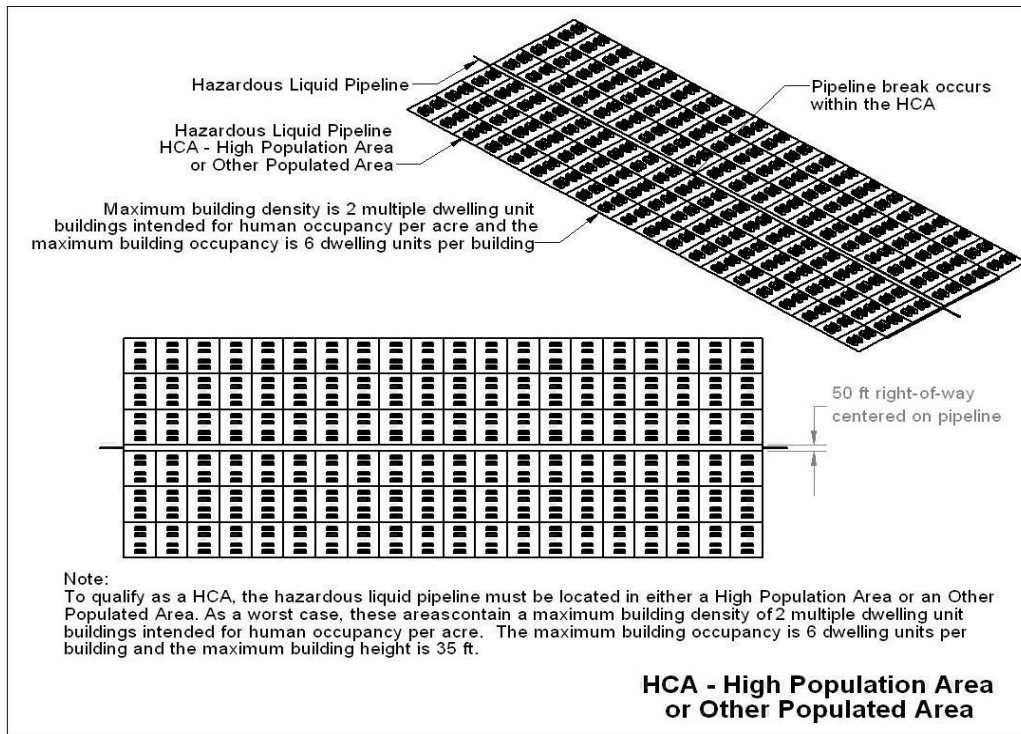 Hazardous Liquid Pipeline
Pipeline break occurs
within the HCA
Hazardous Liquid Pipeline
HCA - High Population Area
or Other Populated Area
Maximum building density is 2 multiple dwelling unit
buildings intended for human occupancy per acre and the
maximum building occupancy is 6 dwelling units per building
50 ft right-of-way
centered on pipeline
Note:
To qualify as a HCA, the hazardous liquid pipeline must be located in either a High Population Area or an Other
Populated Area. As a worst case, these areascontain a maximum building density of 2 multiple dwelling unit
buildings intended for human occupancy per acre. The maximum building occupancy is 6 dwelling units per
building and the maximum building height is 35 ft.
HCA - High Population Area
or Other Populated Area